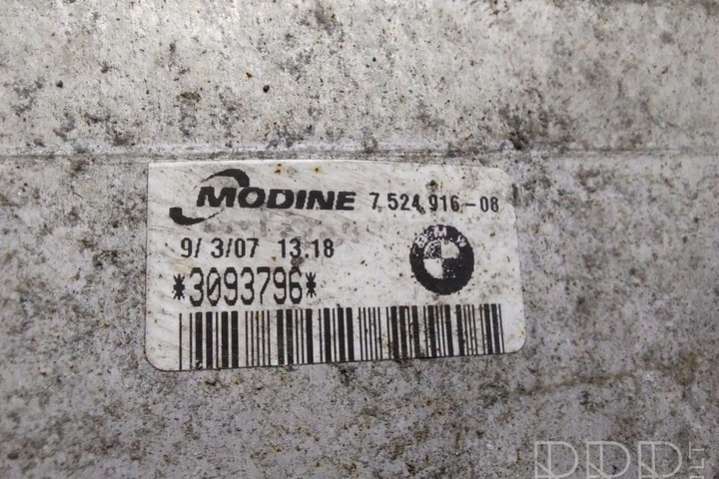 MODINE 7 524 916-08
9/ 3/07 13.18
BMW
*3093796*
DDD